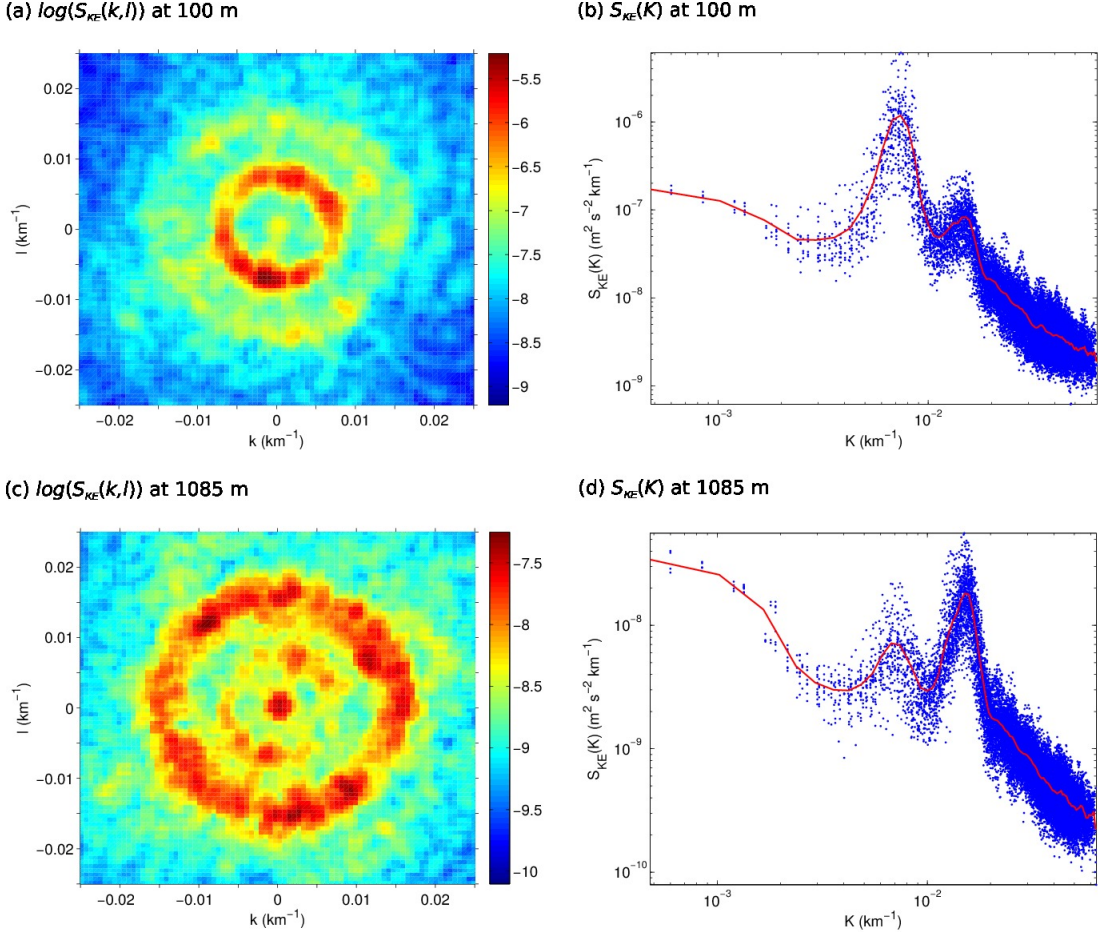 (a) log(S_KE(k,l)) at 100 m
0.02
0.01
0
−0.01
−0.02
l (km⁻¹)
−0.02 −0.01 0 0.01 0.02
k (km⁻¹)
−5.5
−6
−6.5
−7
−7.5
−8
−8.5
−9
(b) S_KE(K) at 100 m
10⁻⁶
10⁻⁷
10⁻⁸
10⁻⁹
S_KE(K) (m² s⁻² km⁻¹)
10⁻³ 10⁻²
K (km⁻¹)
(c) log(S_KE(k,l)) at 1085 m
0.02
0.01
0
−0.01
−0.02
l (km⁻¹)
−0.02 −0.01 0 0.01 0.02
k (km⁻¹)
−7.5
−8
−8.5
−9
−9.5
−10
(d) S_KE(K) at 1085 m
10⁻⁸
10⁻⁹
10⁻¹⁰
S_KE(K) (m² s⁻² km⁻¹)
10⁻³ 10⁻²
K (km⁻¹)